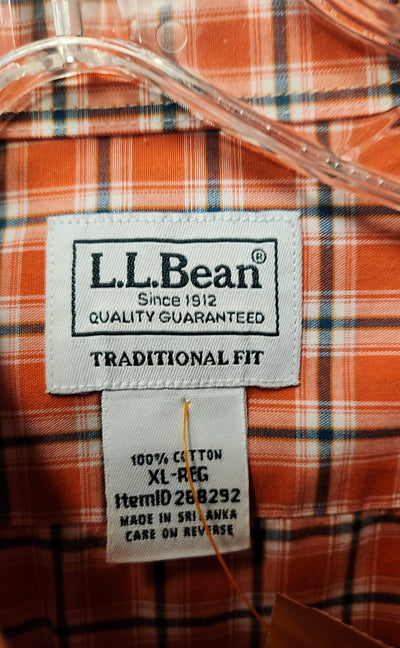 L.L.Bean®
Since 1912
QUALITY GUARANTEED
TRADITIONAL FIT
100% COTTON
XL-REG
ItemID 288292
MADE IN SRI LANKA
CARE ON REVERSE